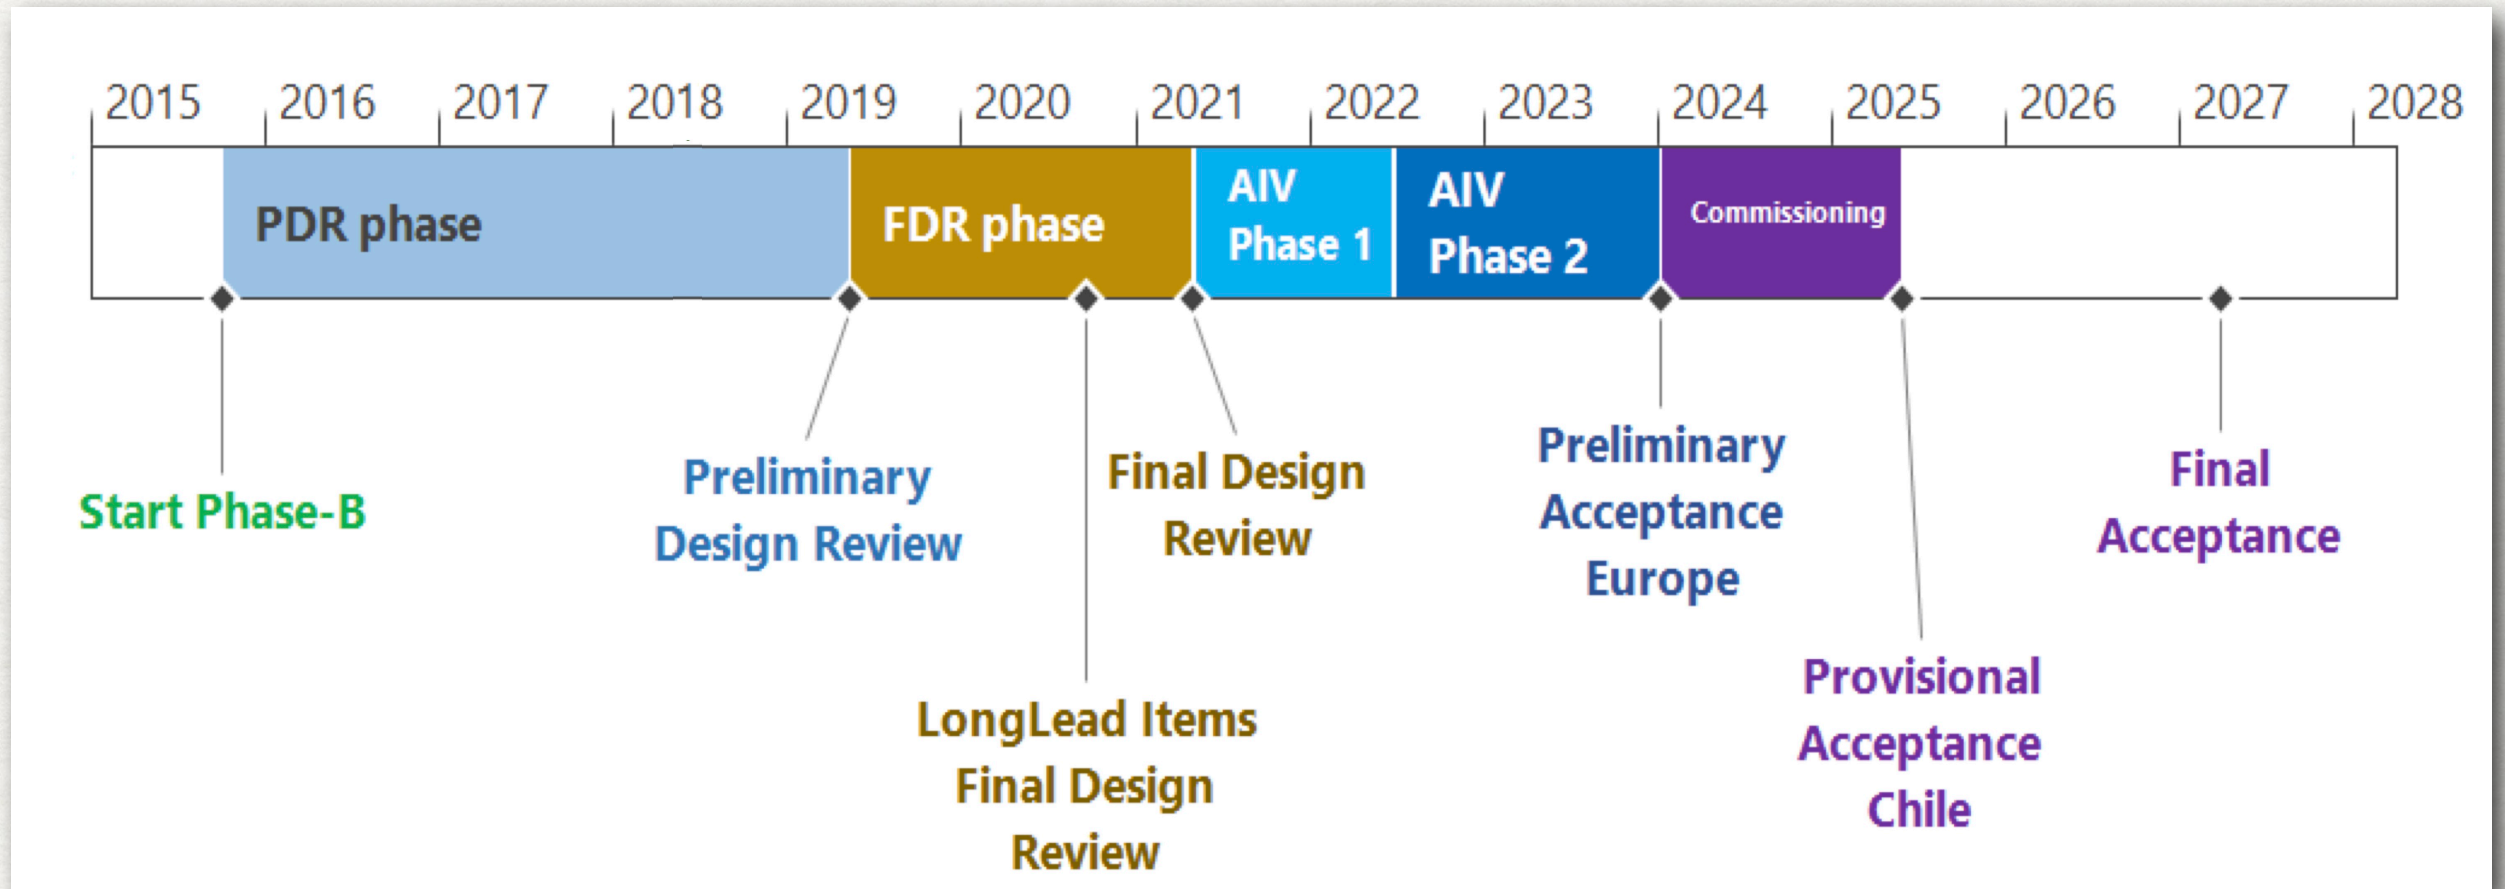 2015 2016 2017 2018 2019 2020 2021 2022 2023 2024 2025 2026 2027 2028
PDR phase
FDR phase
AIV
Phase 1
AIV
Phase 2
Commissioning
Start Phase-B
Preliminary
Design Review
LongLead Items
Final Design
Review
Final Design
Review
Preliminary
Acceptance
Europe
Provisional
Acceptance
Chile
Final
Acceptance